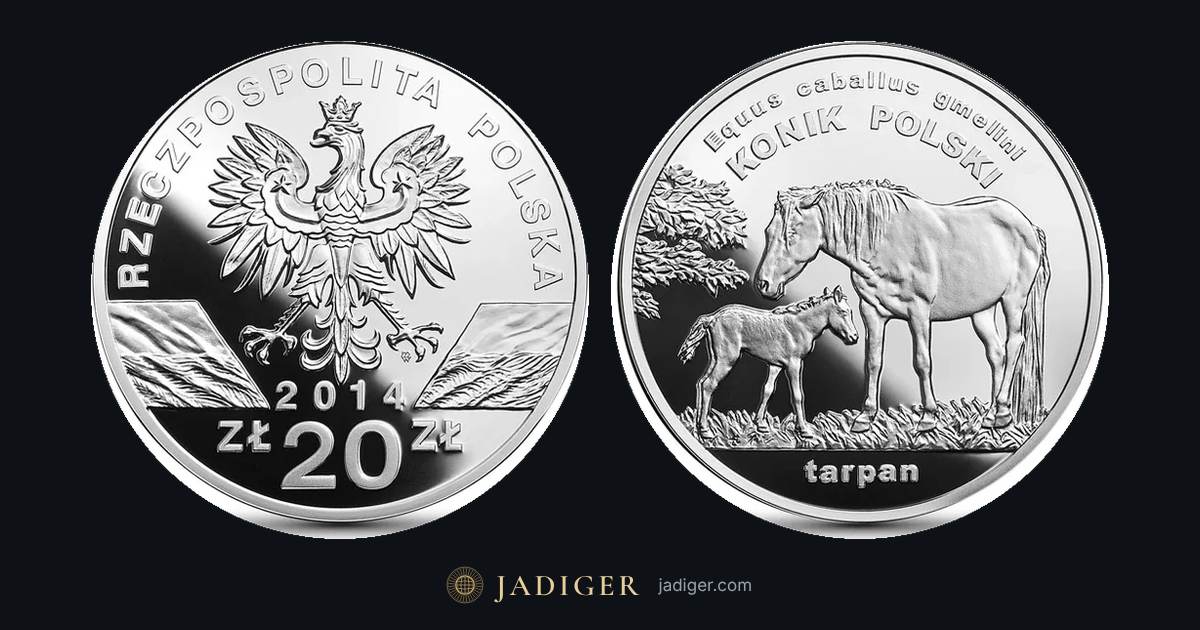 RZECZPOSPOLITA POLSKA
2014
ZŁ 20 ZŁ
Equus caballus gmelini
KONIK POLSKI
tarpan
JADIGER jadiger.com